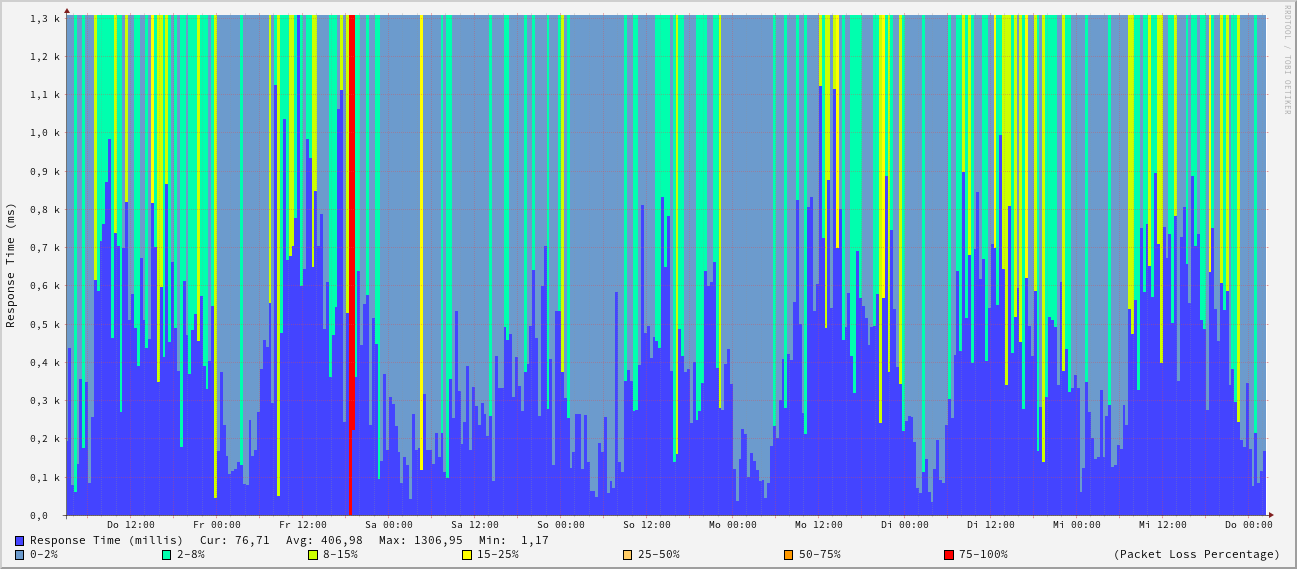 1,3 k
1,2 k
1,1 k
1,0 k
0,9 k
0,8 k
0,7 k
0,6 k
0,5 k
0,4 k
0,3 k
0,2 k
0,1 k
0,0
Response Time (ms)
RRDTOOL / TOBI OETIKER
Do 12:00 Fr 00:00 Fr 12:00 Sa 00:00 Sa 12:00 So 00:00 So 12:00 Mo 00:00 Mo 12:00 Di 00:00 Di 12:00 Mi 00:00 Mi 12:00 Do 00:00
Response Time (millis) Cur: 76,71 Avg: 406,98 Max: 1306,95 Min: 1,17
0-2% 2-8% 8-15% 15-25% 25-50% 50-75% 75-100% (Packet Loss Percentage)